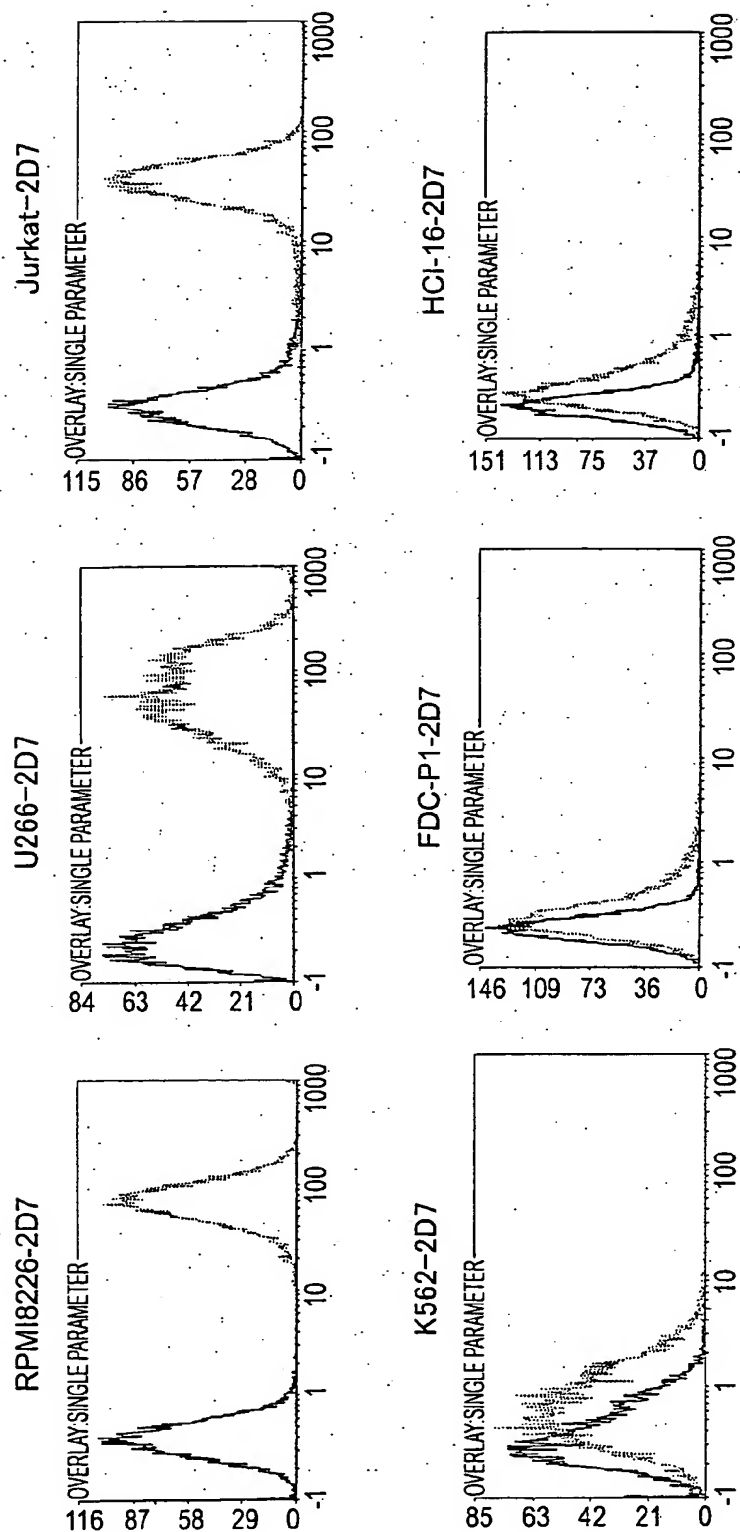 RPMI8226-2D7
OVERLAY:SINGLE PARAMETER
116
87
58
29
0
-1 1 10 100 1000
U266-2D7
OVERLAY:SINGLE PARAMETER
84
63
42
21
0
-1 1 10 100 1000
Jurkat-2D7
OVERLAY:SINGLE PARAMETER
115
86
57
28
0
-1 1 10 100 1000
K562-2D7
OVERLAY:SINGLE PARAMETER
85
63
42
21
0
-1 1 10 100 1000
FDC-P1-2D7
OVERLAY:SINGLE PARAMETER
146
109
73
36
0
-1 1 10 100 1000
HCI-16-2D7
OVERLAY:SINGLE PARAMETER
151
113
75
37
0
-1 1 10 100 1000